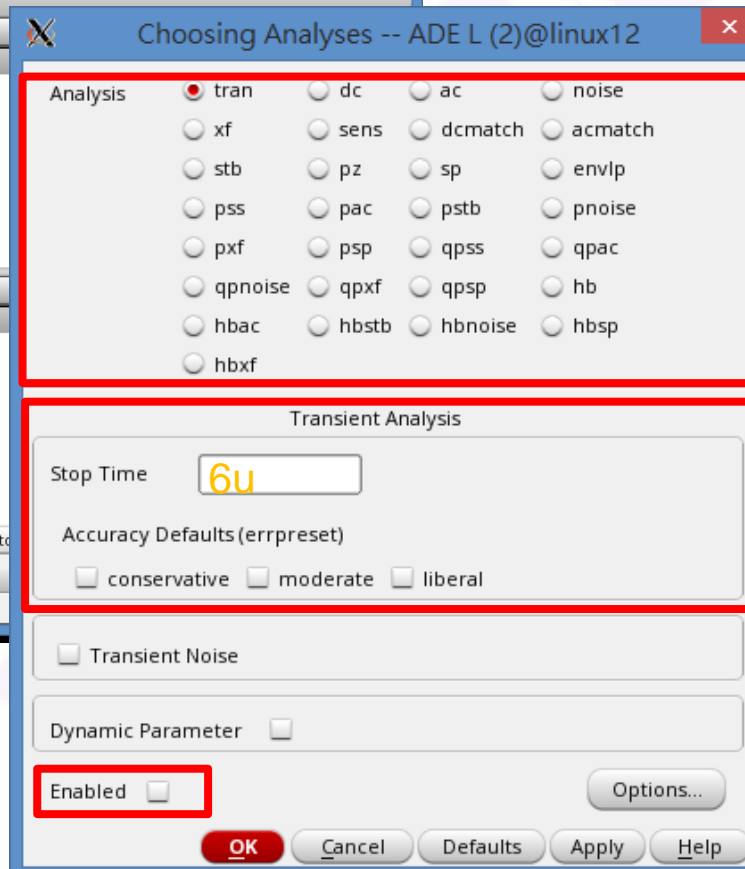 Choosing Analyses -- ADE L (2)@linux12
Analysis tran dc ac noise
xf sens dcmatch acmatch
stb pz sp envlp
pss pac pstb pnoise
pxf psp qpss qpac
qpnoise qpxf qpsp hb
hbac hbstb hbnoise hbsp
hbxf
Transient Analysis
Stop Time 6u
Accuracy Defaults (errpreset)
conservative moderate liberal
Transient Noise
Dynamic Parameter
Enabled Options...
OK Cancel Defaults Apply Help